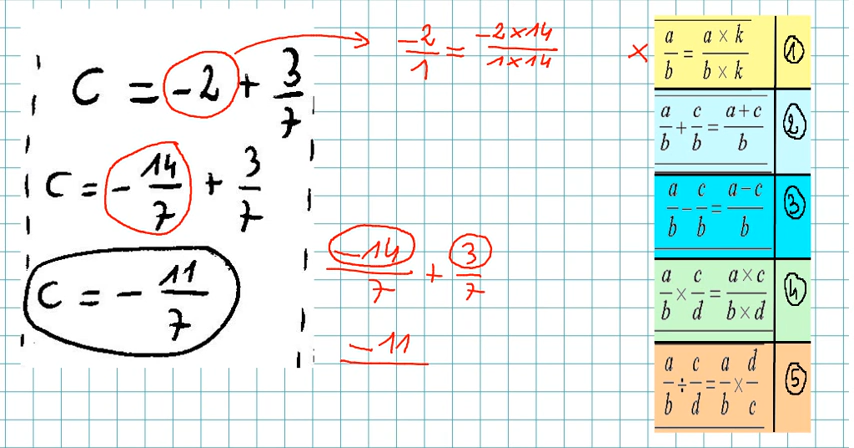 C = -2 + 3/7
C = -14/7 + 3/7
C = -11/7
-2/1 = -2×14/1×14
-14/7 + 3/7
-11
×
a/b = a × k/b × k ①
a/b + c/b = a+c/b ②
a/b - c/b = a-c/b ③
a/b × c/d = a×c/b×d ④
a/b ÷ c/d = a/b × d/c ⑤